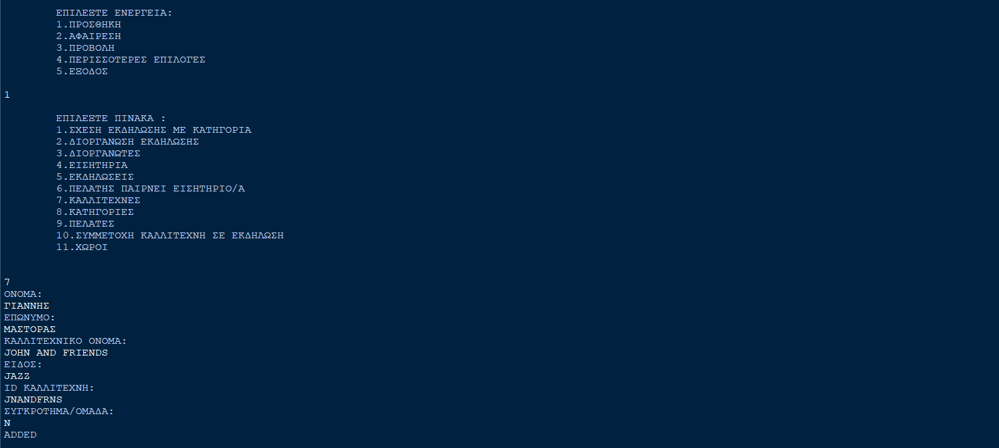 ΕΠΙΛΕΞΤΕ ΕΝΕΡΓΕΙΑ:
1.ΠΡΟΣΘΗΚΗ
2.ΑΦΑΙΡΕΣΗ
3.ΠΡΟΒΟΛΗ
4.ΠΕΡΙΣΣΟΤΕΡΕΣ ΕΠΙΛΟΓΕΣ
5.ΕΞΟΔΟΣ
1
ΕΠΙΛΕΞΤΕ ΠΙΝΑΚΑ :
1.ΣΧΕΣΗ ΕΚΔΗΛΩΣΗΣ ΜΕ ΚΑΤΗΓΟΡΙΑ
2.ΔΙΟΡΓΑΝΩΣΗ ΕΚΔΗΛΩΣΗΣ
3.ΔΙΟΡΓΑΝΩΤΕΣ
4.ΕΙΣΗΤΗΡΙΑ
5.ΕΚΔΗΛΩΣΕΙΣ
6.ΠΕΛΑΤΗΣ ΠΑΙΡΝΕΙ ΕΙΣΗΤΗΡΙΟ/Α
7.ΚΑΛΛΙΤΕΧΝΕΣ
8.ΚΑΤΗΓΟΡΙΕΣ
9.ΠΕΛΑΤΕΣ
10.ΣΥΜΜΕΤΟΧΗ ΚΑΛΛΙΤΕΧΝΗ ΣΕ ΕΚΔΗΛΩΣΗ
11.ΧΩΡΟΙ
7
ΟΝΟΜΑ:
ΓΙΑΝΝΗΣ
ΕΠΩΝΥΜΟ:
ΜΑΣΤΟΡΑΣ
ΚΑΛΛΙΤΕΧΝΙΚΟ ΟΝΟΜΑ:
JOHN AND FRIENDS
ΕΙΔΟΣ:
JAZZ
ID ΚΑΛΛΙΤΕΧΝΗ:
JNANDFRNS
ΣΥΓΚΡΟΤΗΜΑ/ΟΜΑΔΑ:
N
ADDED